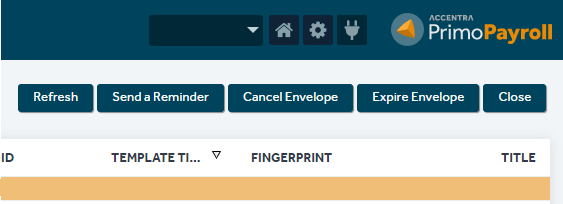 ACCENTRA
PrimoPayroll
Refresh Send a Reminder Cancel Envelope Expire Envelope Close
ID TEMPLATE TI... FINGERPRINT TITLE